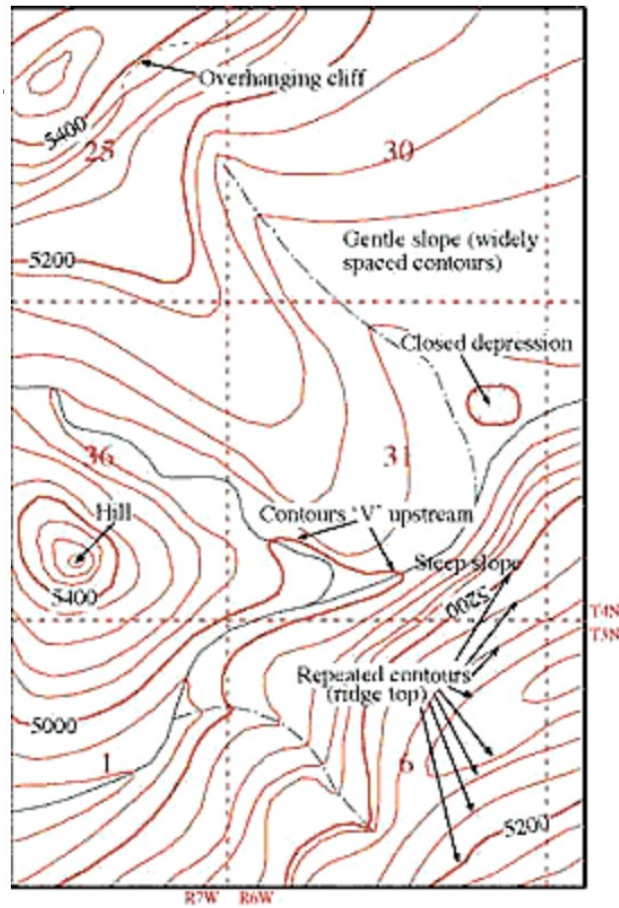 Overhanging cliff
5400
25
30
Gentle slope (widely
spaced contours)
5200
Closed depression
36
31
Hill
Contours 'V' upstream
Steep slope
5400
5200
T4N
T3N
Repeated contours
(ridge top)
5000
1
6
5200
R7W R6W